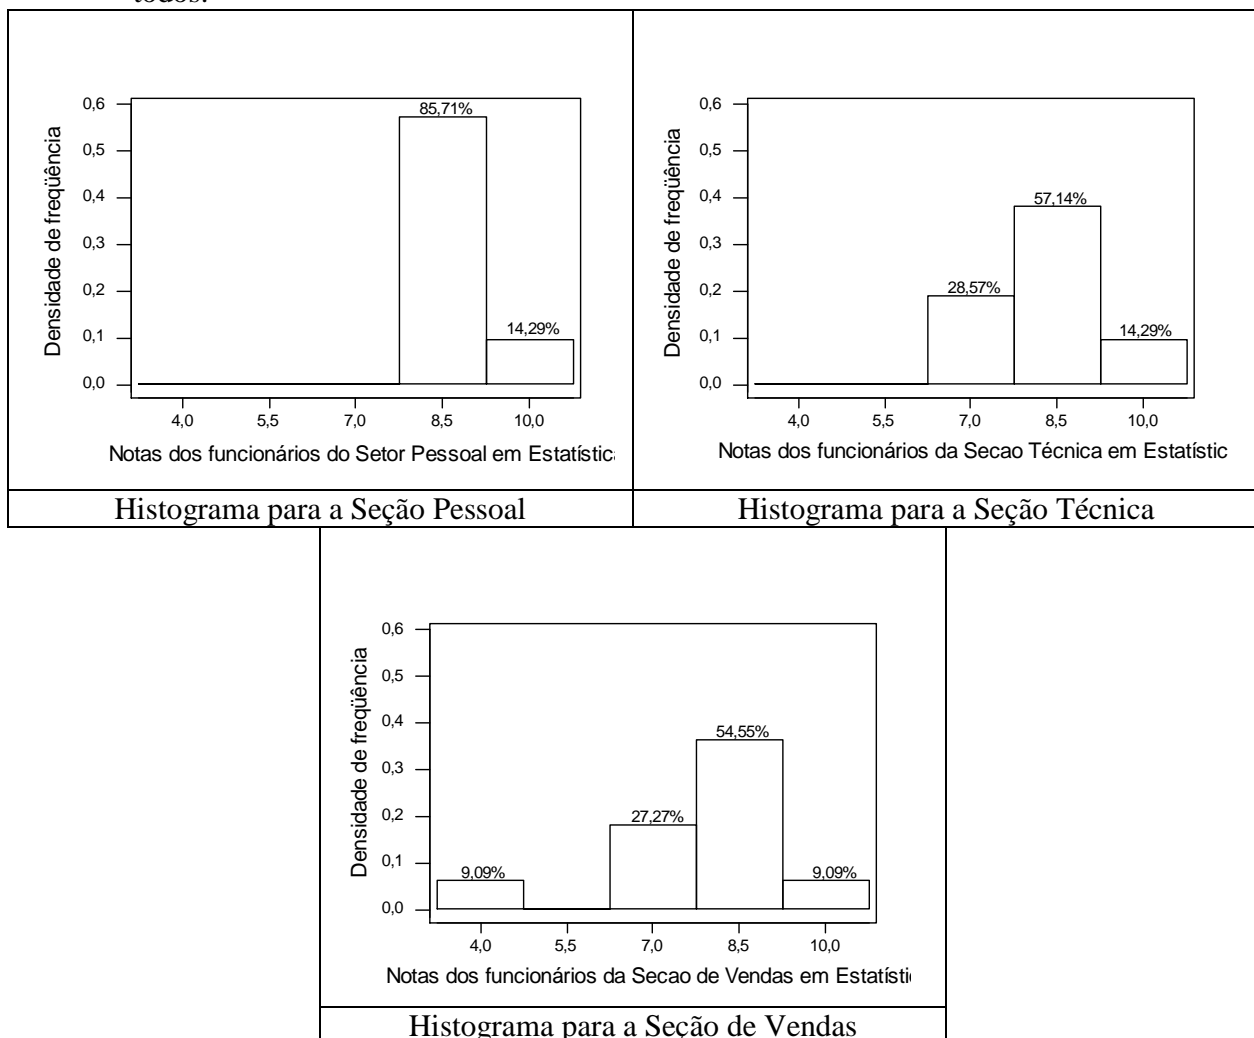 todos.
0,6
85,71%
0,5
0,4
0,3
0,2
14,29%
0,1
0,0
Densidade de freqüência
4,0 5,5 7,0 8,5 10,0
Notas dos funcionários do Setor Pessoal em Estatístic
Histograma para a Seção Pessoal
0,6
0,5
0,4
57,14%
0,3
28,57%
0,2
14,29%
0,1
0,0
Densidade de freqüência
4,0 5,5 7,0 8,5 10,0
Notas dos funcionários da Secao Técnica em Estatístic
Histograma para a Seção Técnica
0,6
0,5
0,4
54,55%
0,3
27,27%
0,2
0,1
9,09% 9,09%
0,0
Densidade de freqüência
4,0 5,5 7,0 8,5 10,0
Notas dos funcionários da Secao de Vendas em Estatísti
Histograma para a Seção de Vendas